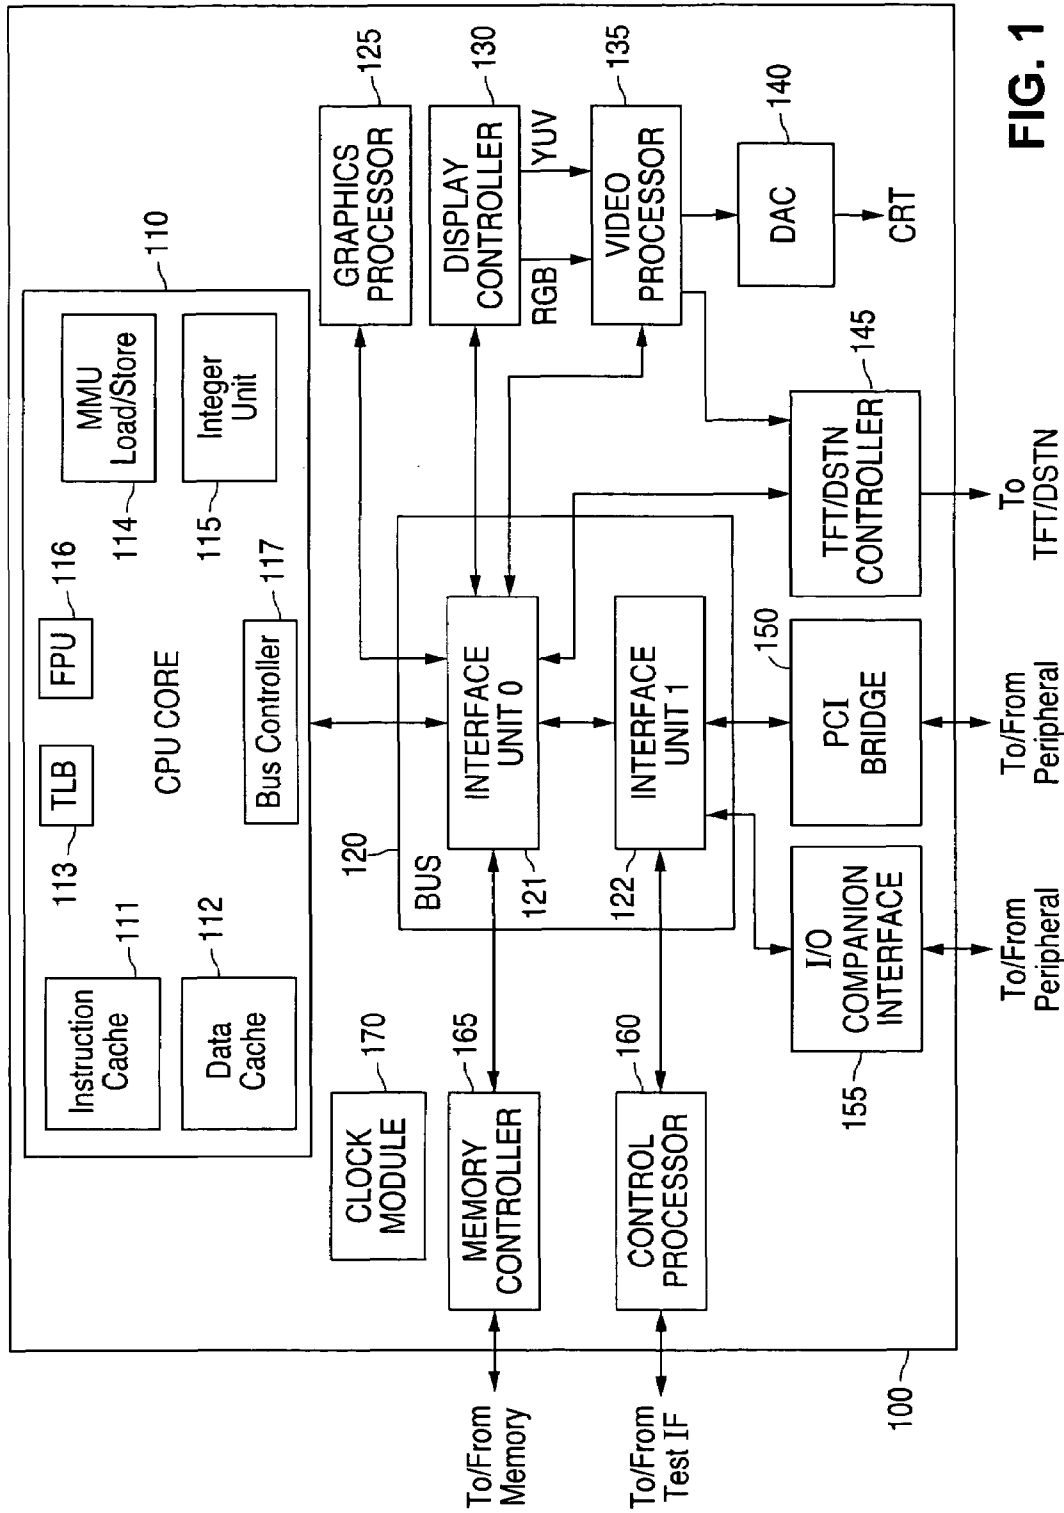 110
Instruction
Cache
111
Data
Cache
112
TLB
113
FPU
116
CPU CORE
Bus Controller
117
MMU
Load/Store
114
Integer
Unit
115
CLOCK
MODULE
170
GRAPHICS
PROCESSOR
125
120
BUS
To/From
Memory
MEMORY
CONTROLLER
165
INTERFACE
UNIT 0
121
DISPLAY
CONTROLLER
130
RGB
YUV
To/From
Test IF
CONTROL
PROCESSOR
160
INTERFACE
UNIT 1
122
VIDEO
PROCESSOR
135
DAC
140
CRT
I/O
COMPANION
INTERFACE
155
PCI
BRIDGE
150
TFT/DSTN
CONTROLLER
145
100
To/From
Peripheral
To/From
Peripheral
To
TFT/DSTN
FIG. 1